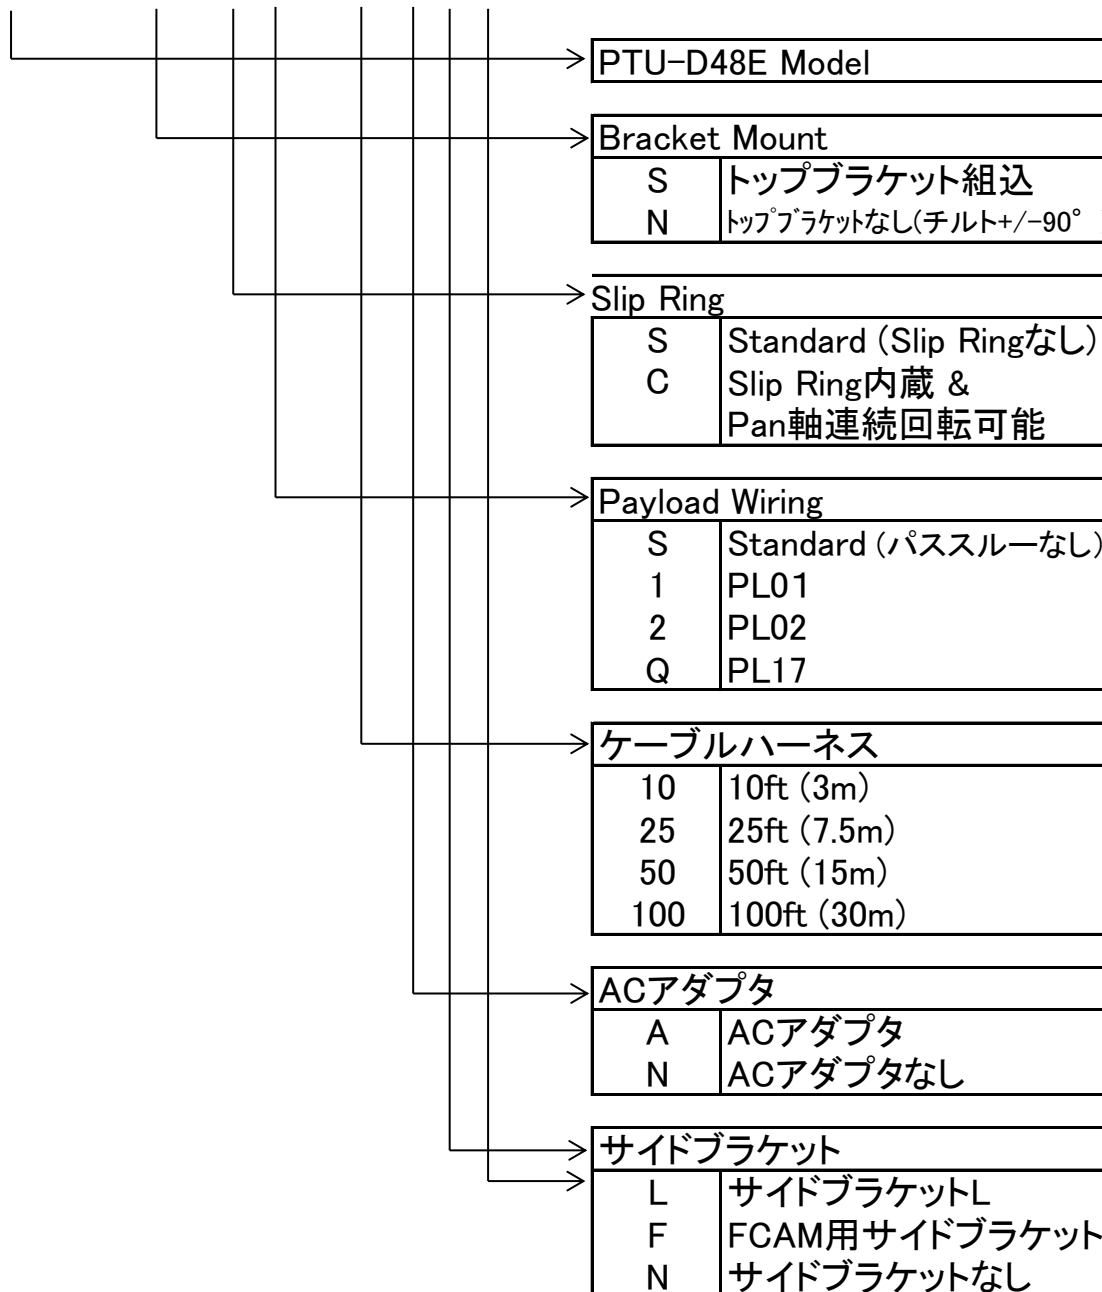 PTU-D48E Model
Bracket Mount
S トップブラケット組込
N ﾄｯﾌﾟﾌﾞﾗｹｯﾄなし(チルト+/-90°
Slip Ring
S Standard (Slip Ringなし)
C Slip Ring内蔵 &
Pan軸連続回転可能
Payload Wiring
S Standard (パススルーなし)
1 PL01
2 PL02
Q PL17
ケーブルハーネス
10 10ft (3m)
25 25ft (7.5m)
50 50ft (15m)
100 100ft (30m)
ACアダプタ
A ACアダプタ
N ACアダプタなし
サイドブラケット
L サイドブラケットL
F FCAM用サイドブラケット
N サイドブラケットなし